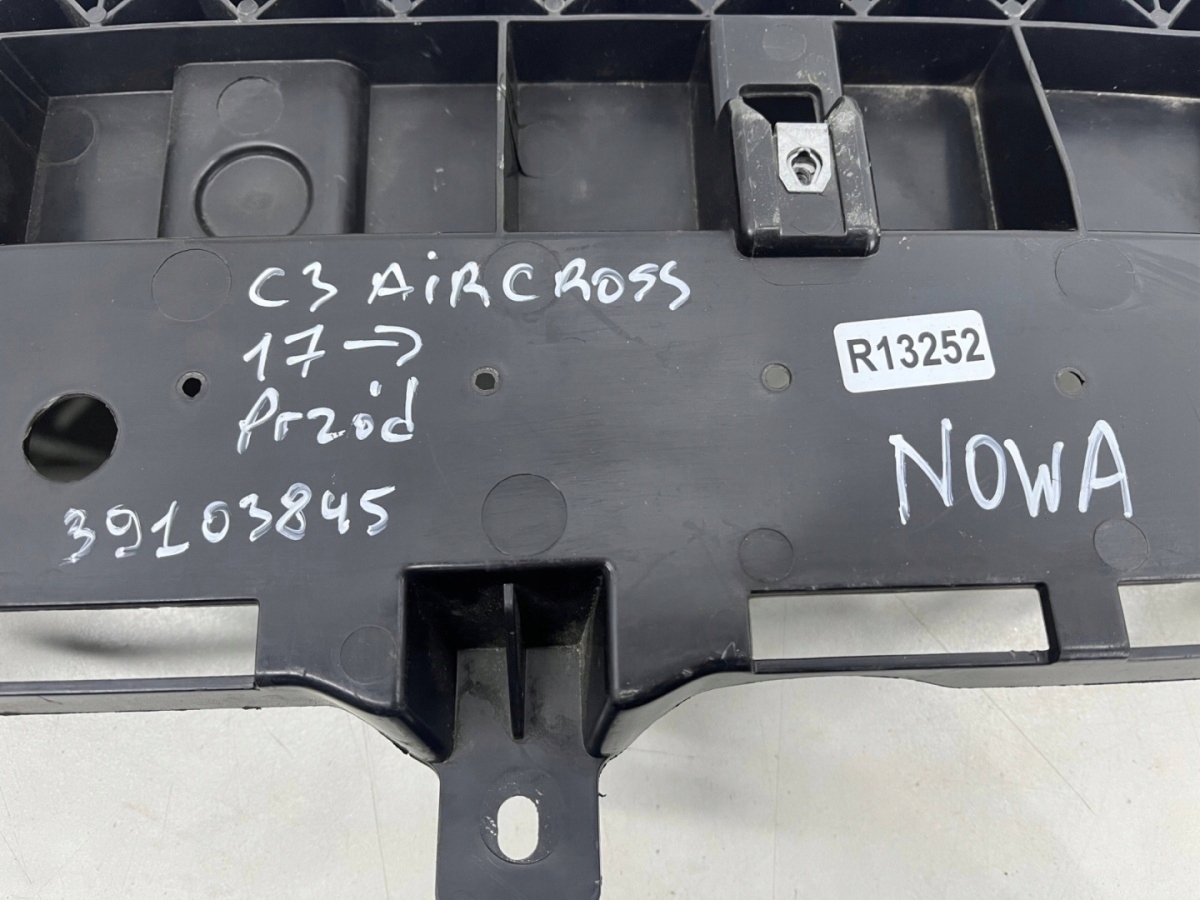 C3 AiRCROSS
17 →
Przód
39103845
R13252
NOWA